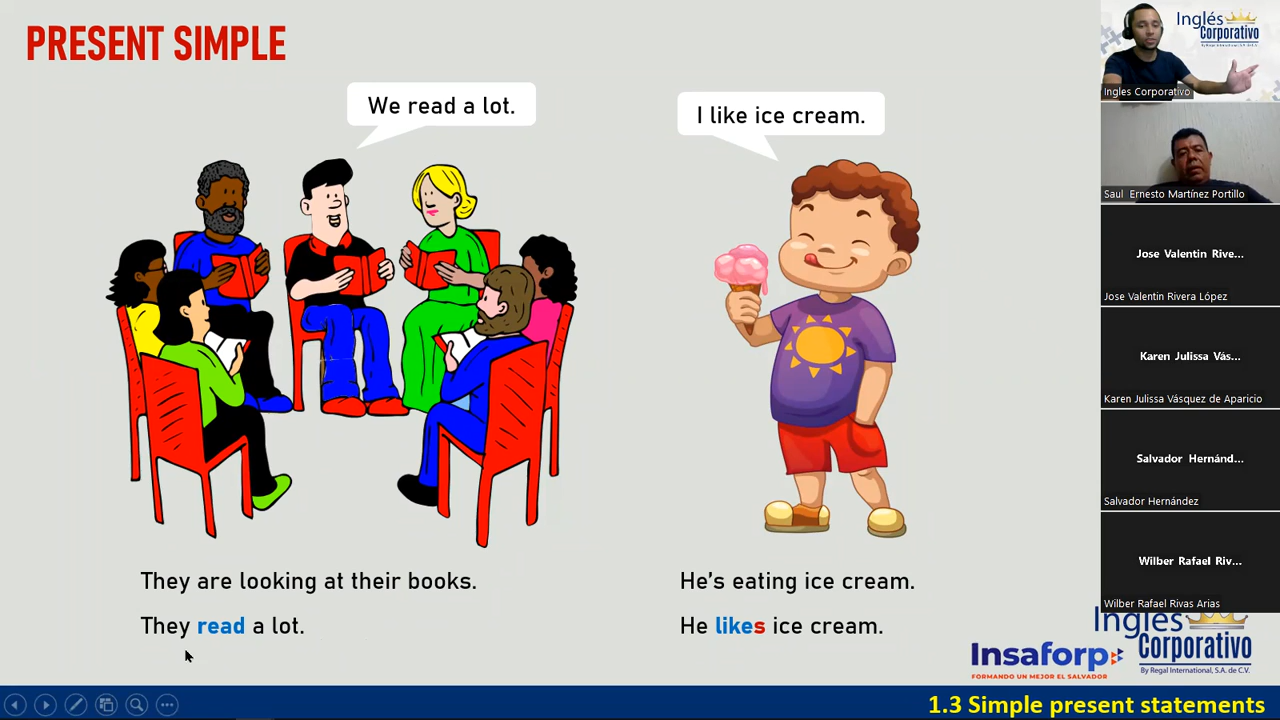 PRESENT SIMPLE
We read a lot.
I like ice cream.
They are looking at their books.
They read a lot.
He's eating ice cream.
He likes ice cream.
Insaforp
FORMANDO UN MEJOR EL SALVADOR
Inglés
Corporativo
By Regal International, S.A. de C.V.
1.3 Simple present statements
Inglés
Corporativo
By Regal International, S.A. de C.V.
Ingles Corporativo
Saul Ernesto Martínez Portillo
Jose Valentin Rive...
Jose Valentin Rivera López
Karen Julissa Vás...
Karen Julissa Vásquez de Aparicio
Salvador Hernánd...
Salvador Hernández
Wilber Rafael Riv...
Wilber Rafael Rivas Arias